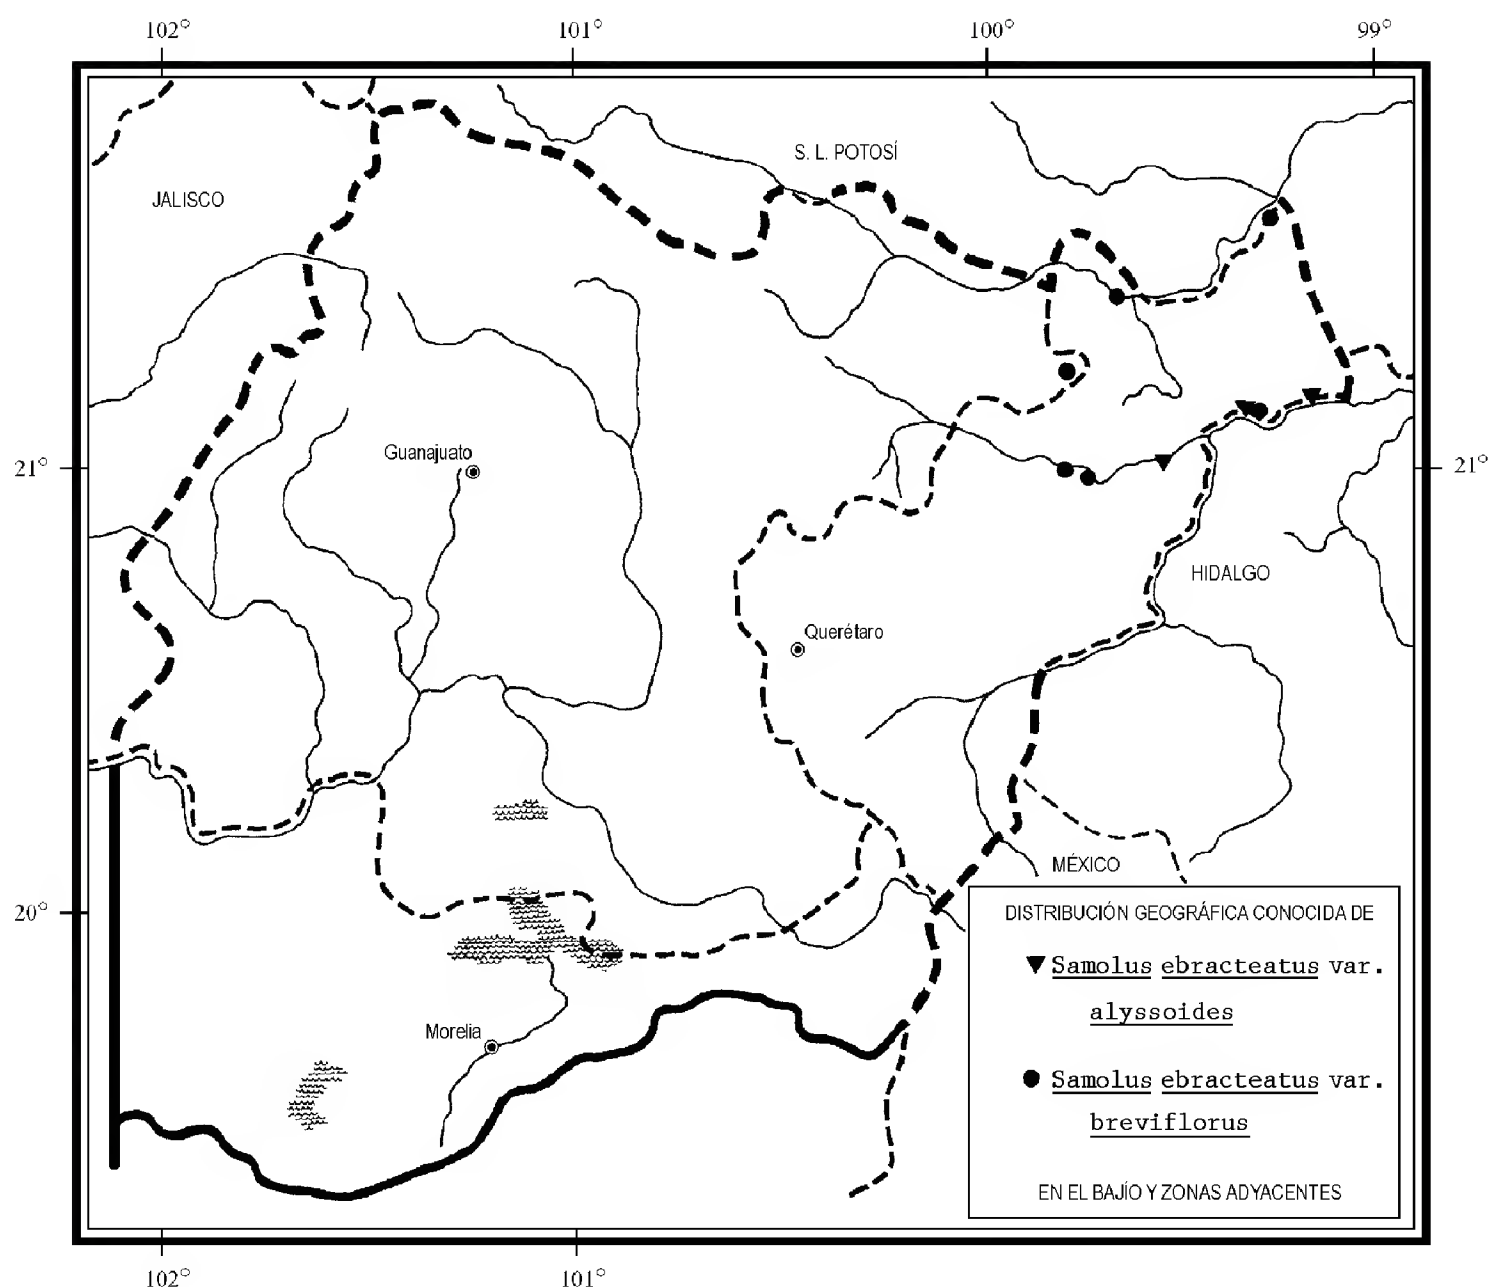 102° 101° 100° 99°
S. L. POTOSÍ
JALISCO
Guanajuato
21° 21°
HIDALGO
Querétaro
MÉXICO
20°
DISTRIBUCIÓN GEOGRÁFICA CONOCIDA DE
Samolus ebracteatus var.
alyssoides
Morelia
Samolus ebracteatus var.
breviflorus
EN EL BAJÍO Y ZONAS ADYACENTES
102° 101°